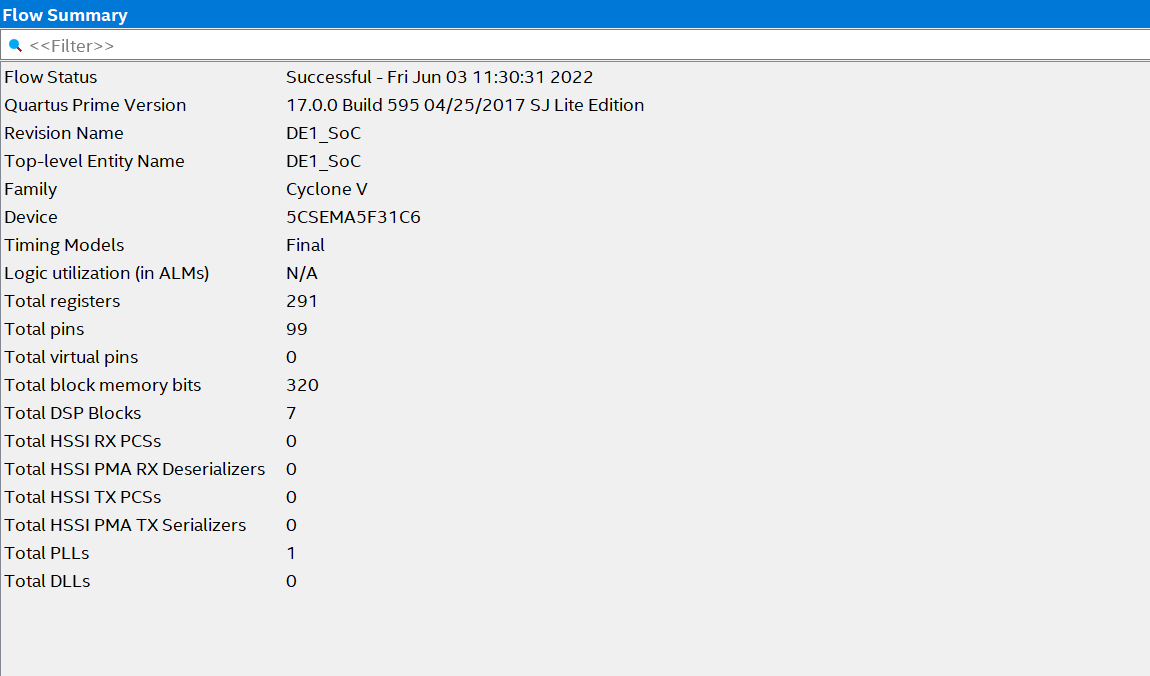 Flow Summary
<<Filter>>
Flow Status Successful - Fri Jun 03 11:30:31 2022
Quartus Prime Version 17.0.0 Build 595 04/25/2017 SJ Lite Edition
Revision Name DE1_SoC
Top-level Entity Name DE1_SoC
Family Cyclone V
Device 5CSEMA5F31C6
Timing Models Final
Logic utilization (in ALMs) N/A
Total registers 291
Total pins 99
Total virtual pins 0
Total block memory bits 320
Total DSP Blocks 7
Total HSSI RX PCSs 0
Total HSSI PMA RX Deserializers 0
Total HSSI TX PCSs 0
Total HSSI PMA TX Serializers 0
Total PLLs 1
Total DLLs 0